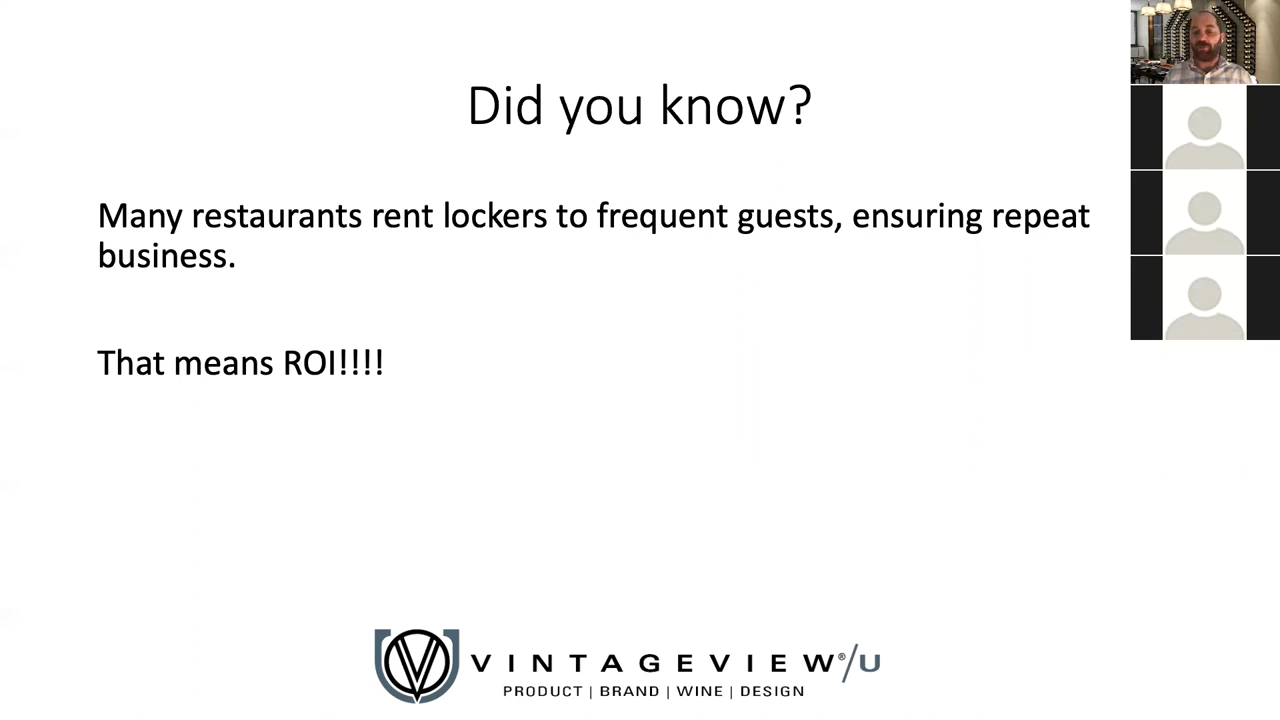 Did you know?
Many restaurants rent lockers to frequent guests, ensuring repeat
business.
That means ROI!!!!
VINTAGEVIEW®/U
PRODUCT | BRAND | WINE | DESIGN